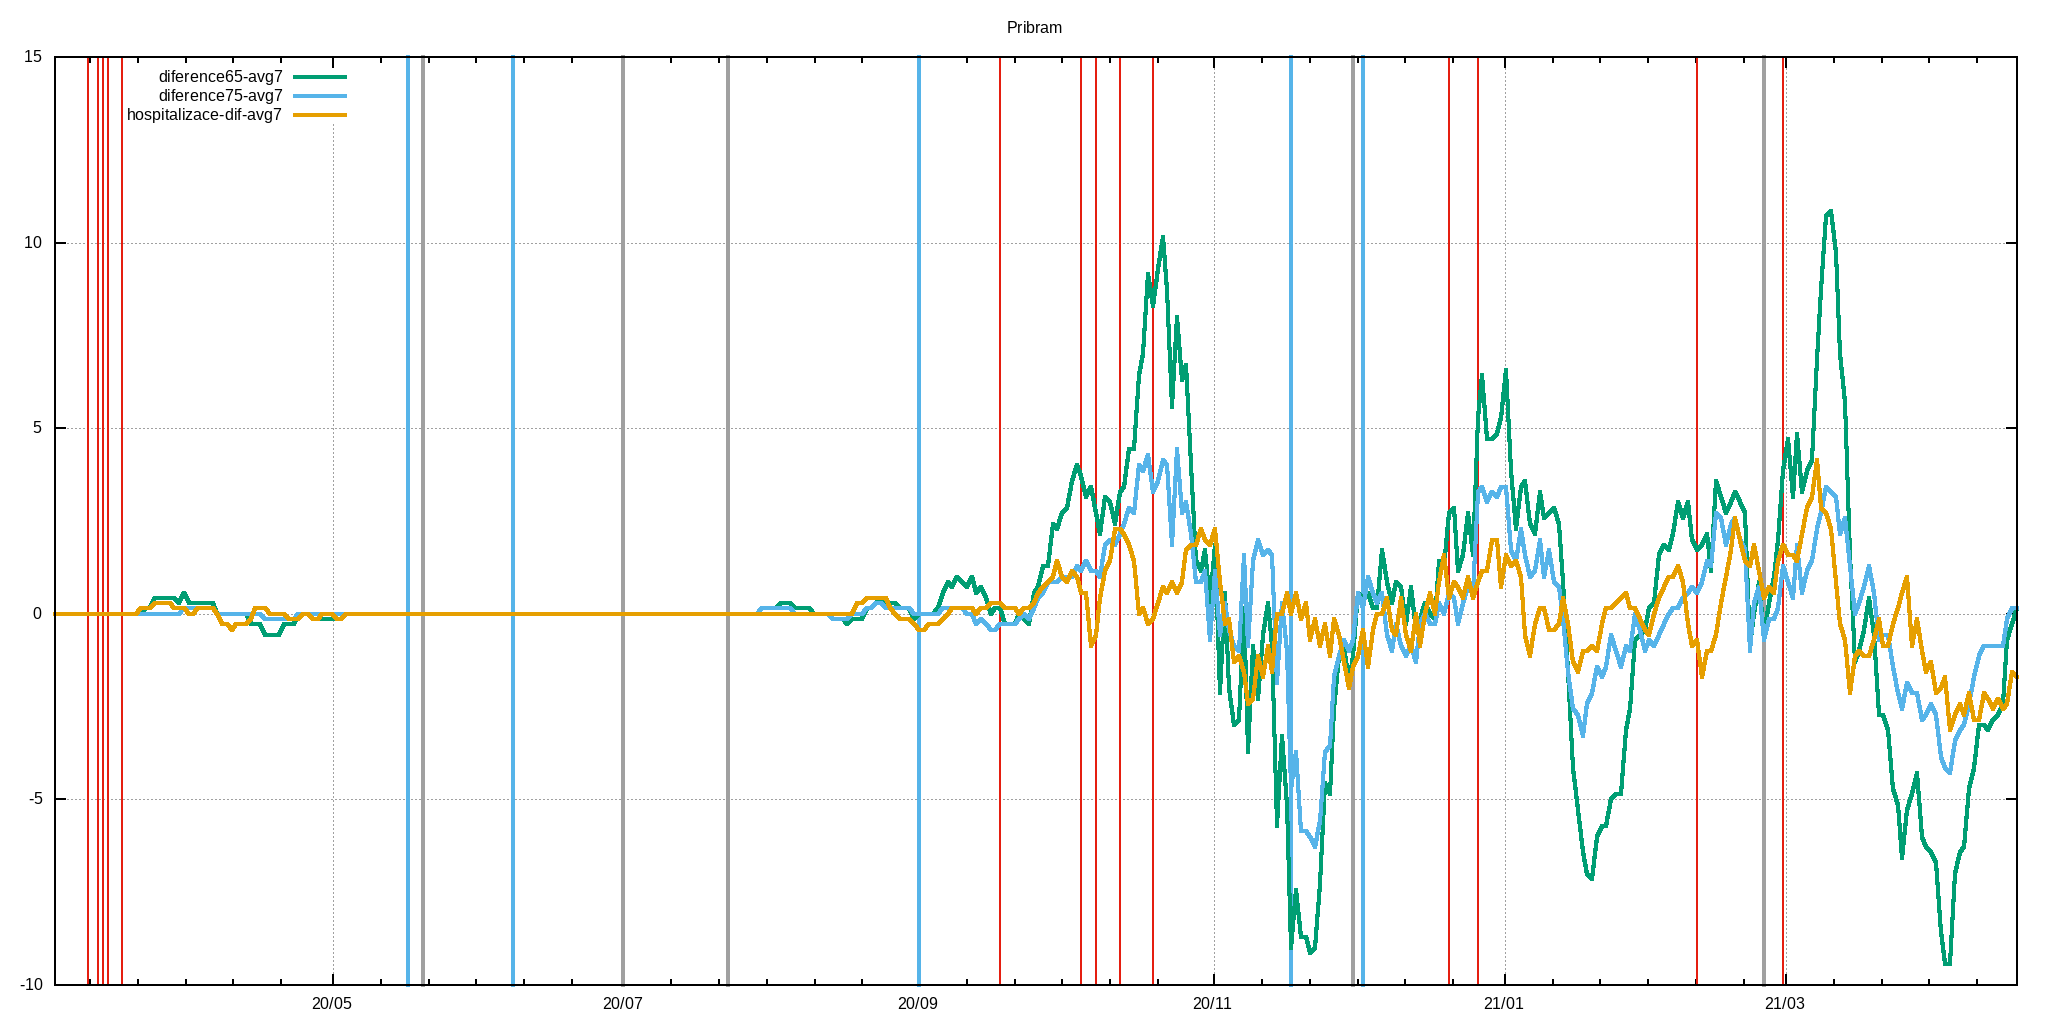 Pribram
15
diference65-avg7
diference75-avg7
hospitalizace-dif-avg7
10
5
0
-5
-10
20/05 20/07 20/09 20/11 21/01 21/03